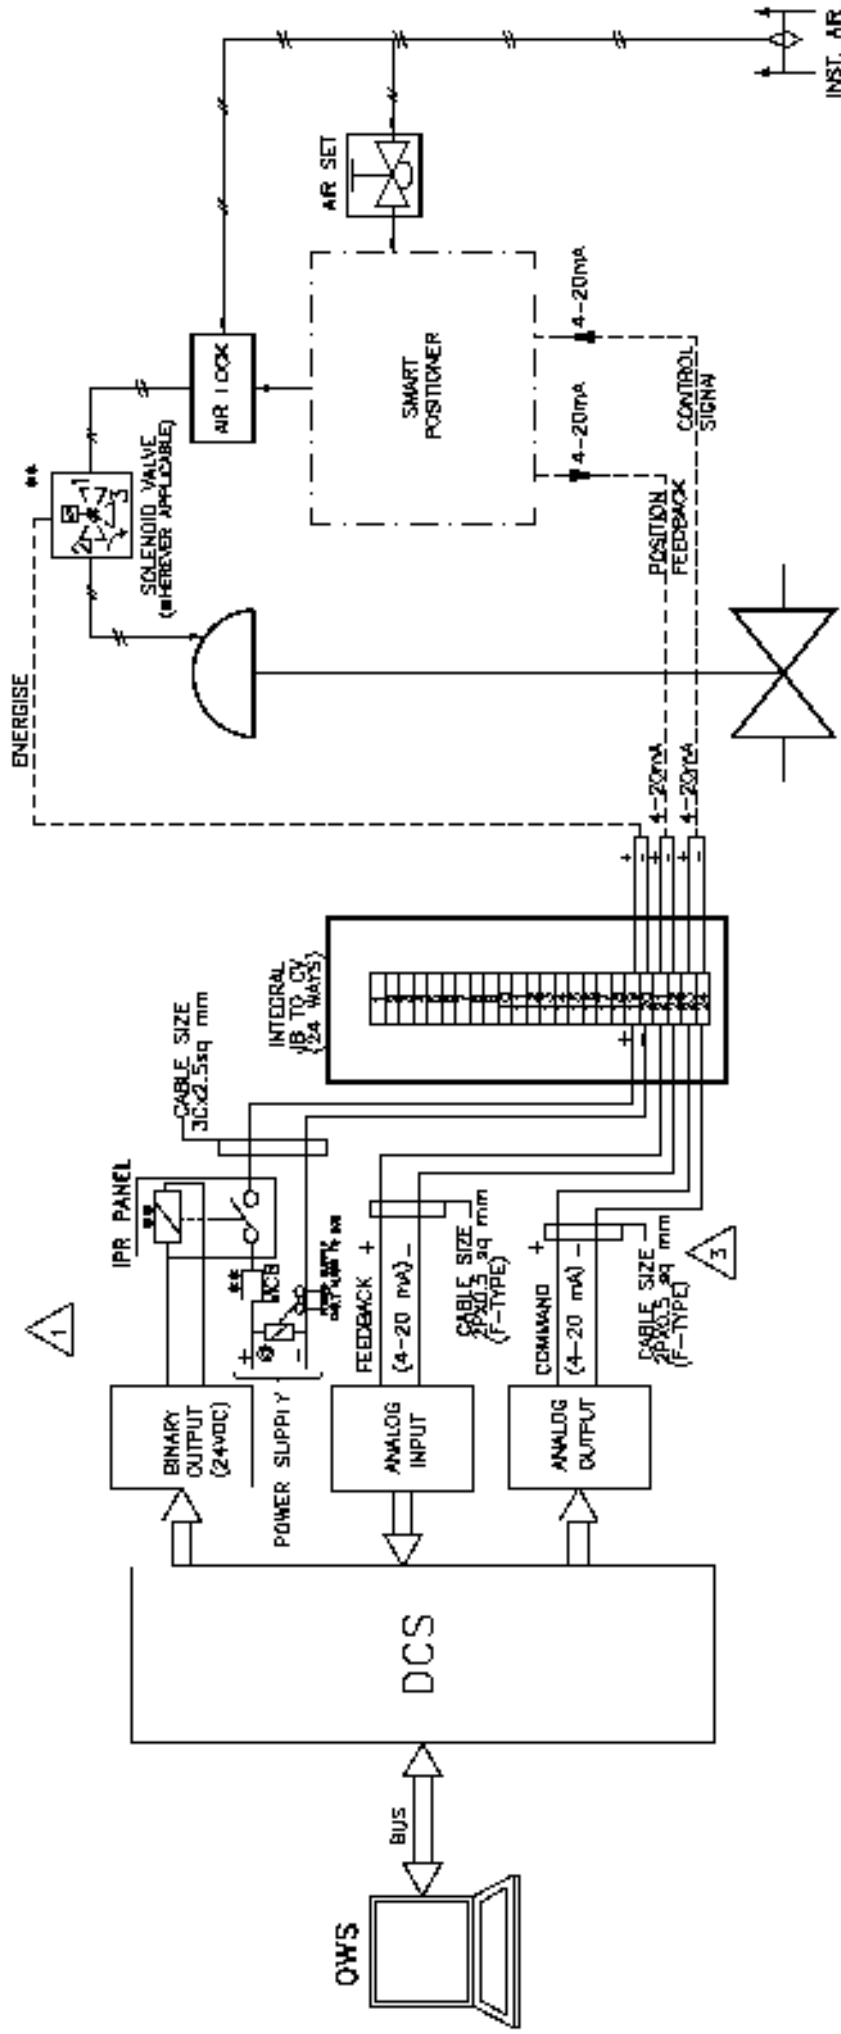 OWS
BUS
DCS
BINARY
OUTPUT
(24VDC)
POWER SUPPLY
ANALOG
INPUT
ANALOG
OUTPUT
1
IPR PANEL
**
**
MCB
+
-
CABLE SIZE
3Cx2.5sq mm
FEEDBACK +
(4-20 mA) -
CABLE SIZE
2Px0.5 sq mm
(F-TYPE)
COMMAND +
(4-20 mA) -
CABLE SIZE
2Px0.5 sq mm
(F-TYPE)
3
INTEGRAL
JB TO CV
(24 WAYS)
+
-
+
-
+
-
+
-
4-20mA
4-20mA
ENERGISE
**
2
1
3
SOLENOID VALVE
(WHEREVER APPLICABLE)
AIR LOCK
AIR SET
SMART
POSITIONER
4-20mA
4-20mA
POSITION
FEEDBACK
CONTROL
SIGNAL
INST. AIR